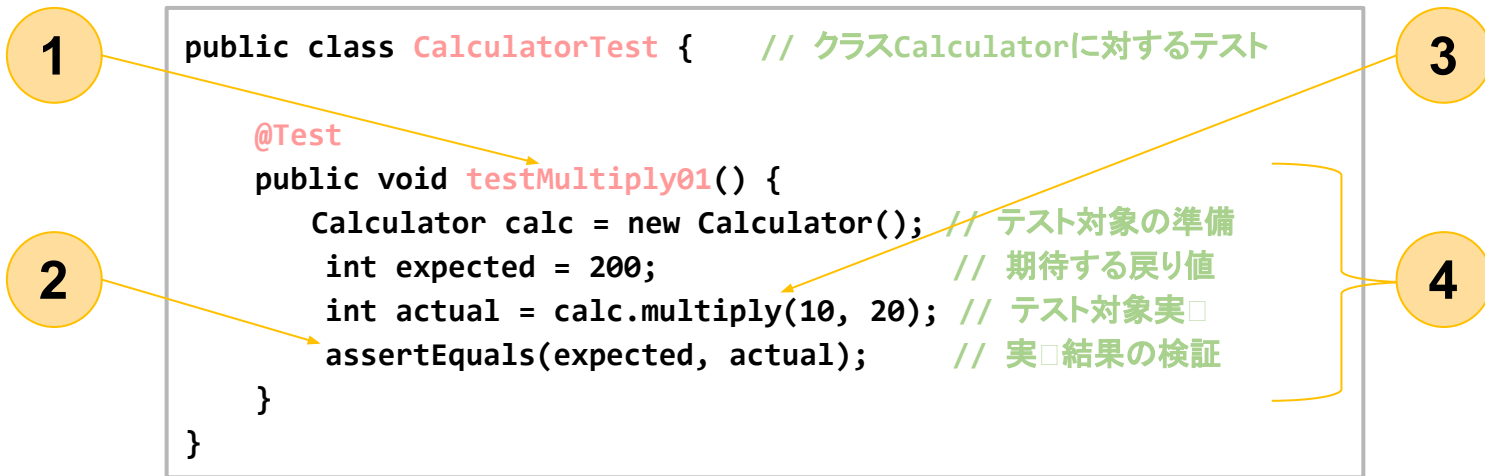 1
3
public class CalculatorTest { // クラスCalculatorに対するテスト
@Test
public void testMultiply01() {
Calculator calc = new Calculator(); // テスト対象の準備
2
int expected = 200; // 期待する戻り値
4
int actual = calc.multiply(10, 20); // テスト対象実□
assertEquals(expected, actual); // 実□結果の検証
}
}